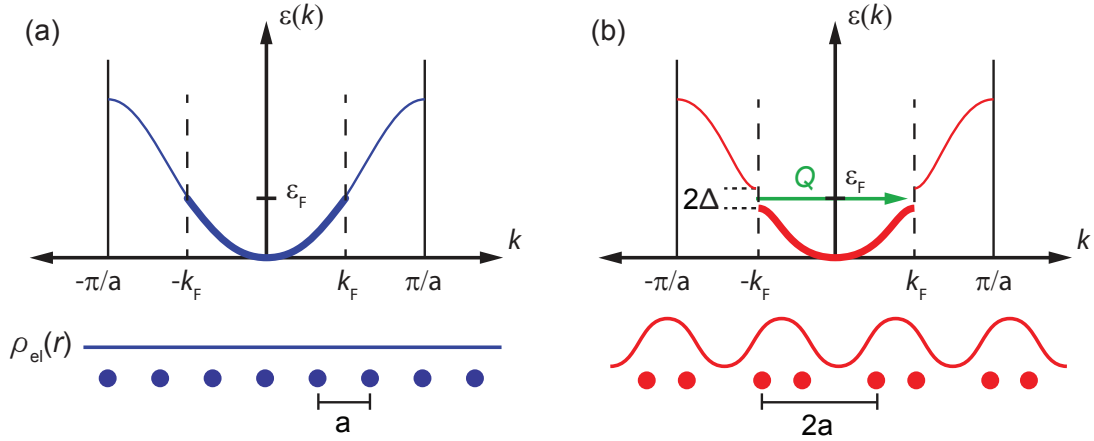 (a)
ε(k)
ε_F
k
-π/a
-k_F
k_F
π/a
ρ_el(r)
a
(b)
ε(k)
Q
ε_F
2Δ
k
-π/a
-k_F
k_F
π/a
2a